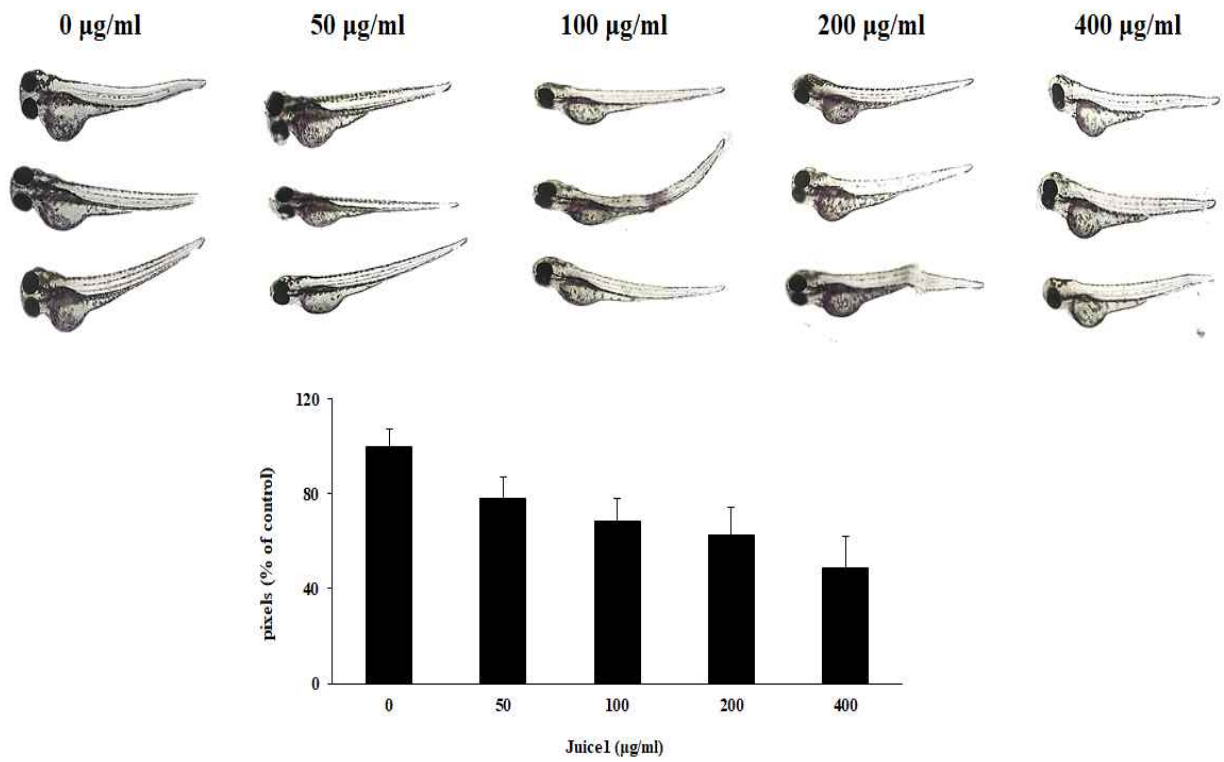 0 µg/ml 50 µg/ml 100 µg/ml 200 µg/ml 400 µg/ml
120
80
40
0
pixels (% of control)
0 50 100 200 400
Juice1 (µg/ml)